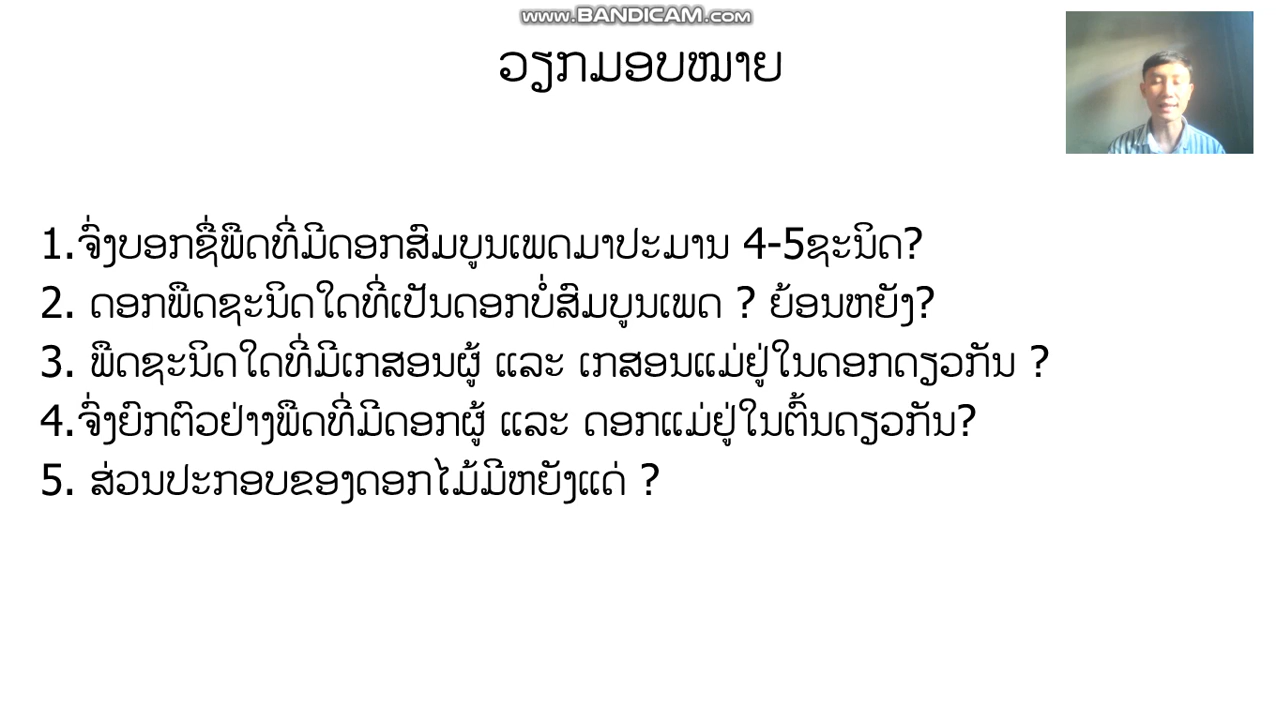 www.BANDICAM.com
ວຽກມອບໝາຍ
1.ຈົ່ງບອກຊື່ພືດທີ່ມີດອກສົມບູນເພດມາປະມານ 4-5ຊະນິດ?
2. ດອກພືດຊະນິດໃດທີ່ເປັນດອກບໍ່ສົມບູນເພດ ? ຍ້ອນຫຍັງ?
3. ພືດຊະນິດໃດທີ່ມີເກສອນຜູ້ ແລະ ເກສອນແມ່ຢູ່ໃນດອກດຽວກັນ ?
4.ຈົ່ງຍົກຕົວຢ່າງພືດທີ່ມີດອກຜູ້ ແລະ ດອກແມ່ຢູ່ໃນຕົ້ນດຽວກັນ?
5. ສ່ວນປະກອບຂອງດອກໄມ້ມີຫຍັງແດ່ ?